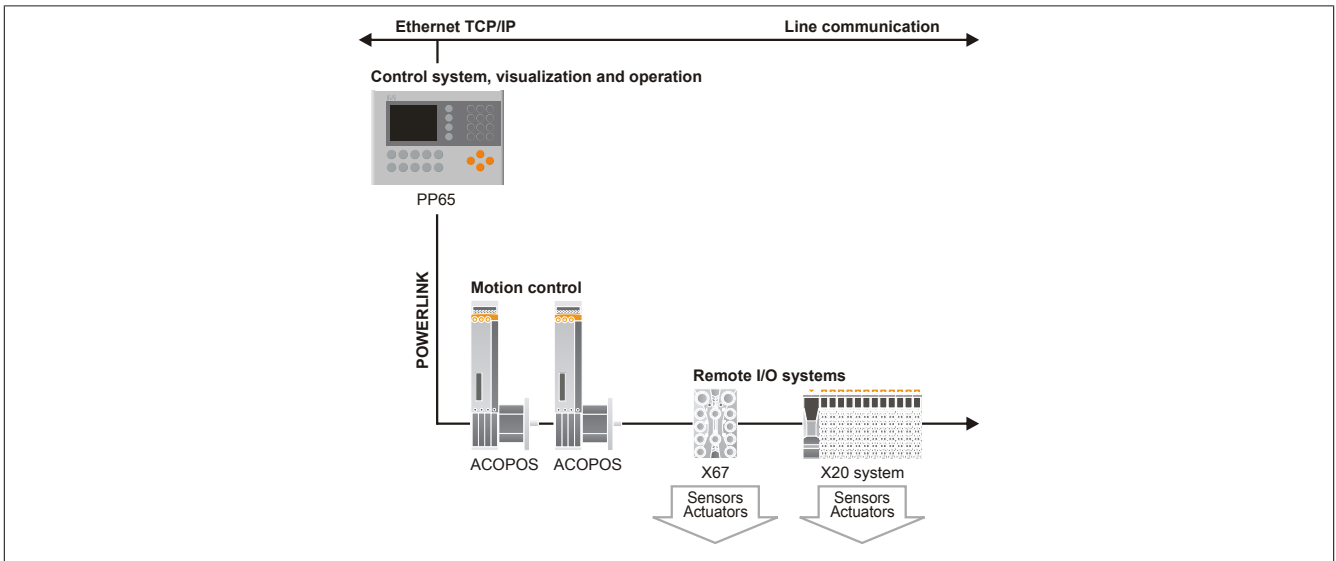 Ethernet TCP/IP
Line communication
Control system, visualization and operation
PP65
POWERLINK
Motion control
ACOPOS
ACOPOS
Remote I/O systems
X67
X20 system
Sensors
Actuators
Sensors
Actuators